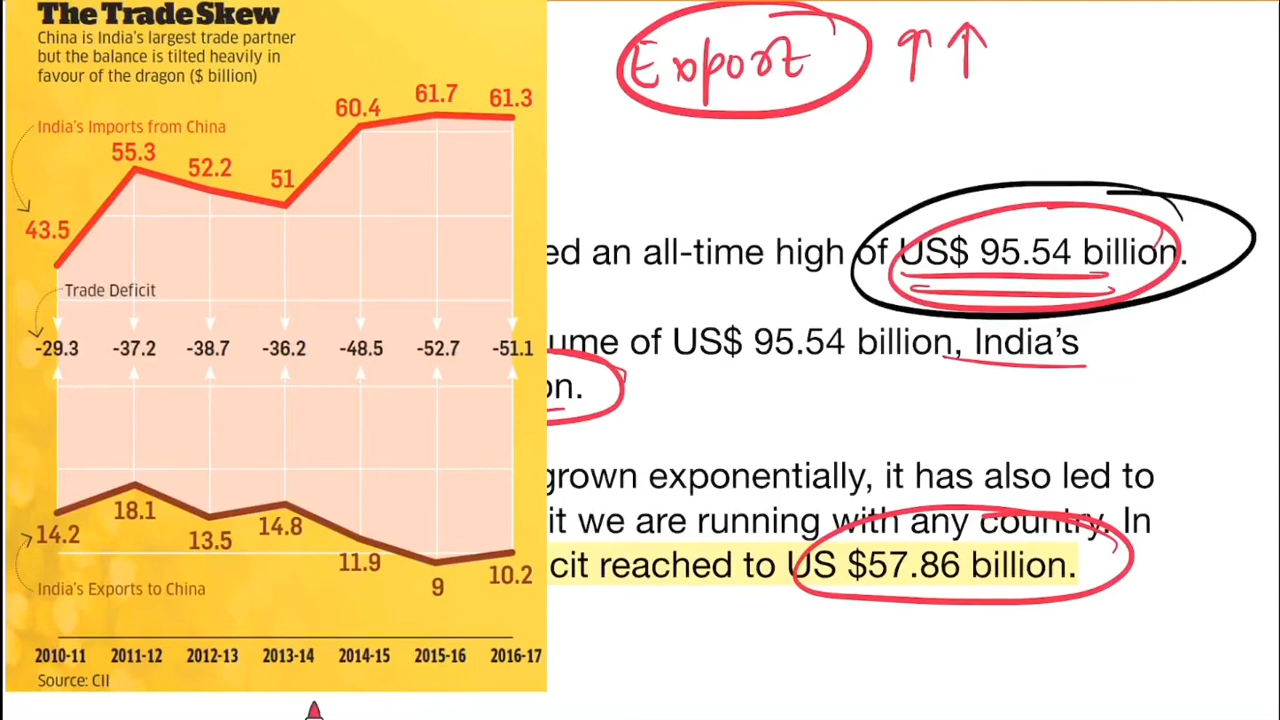 The Trade Skew
China is India's largest trade partner
but the balance is tilted heavily in
favour of the dragon ($ billion)
India's Imports from China
43.5 55.3 52.2 51 60.4 61.7 61.3
Trade Deficit
-29.3 -37.2 -38.7 -36.2 -48.5 -52.7 -51.1
14.2 18.1 13.5 14.8 11.9 9 10.2
India's Exports to China
2010-11 2011-12 2012-13 2013-14 2014-15 2015-16 2016-17
Source: CII
Export
ed an all-time high of US$ 95.54 billion.
ume of US$ 95.54 billion, India's
on.
grown exponentially, it has also led to
it we are running with any country. In
cit reached to US $57.86 billion.